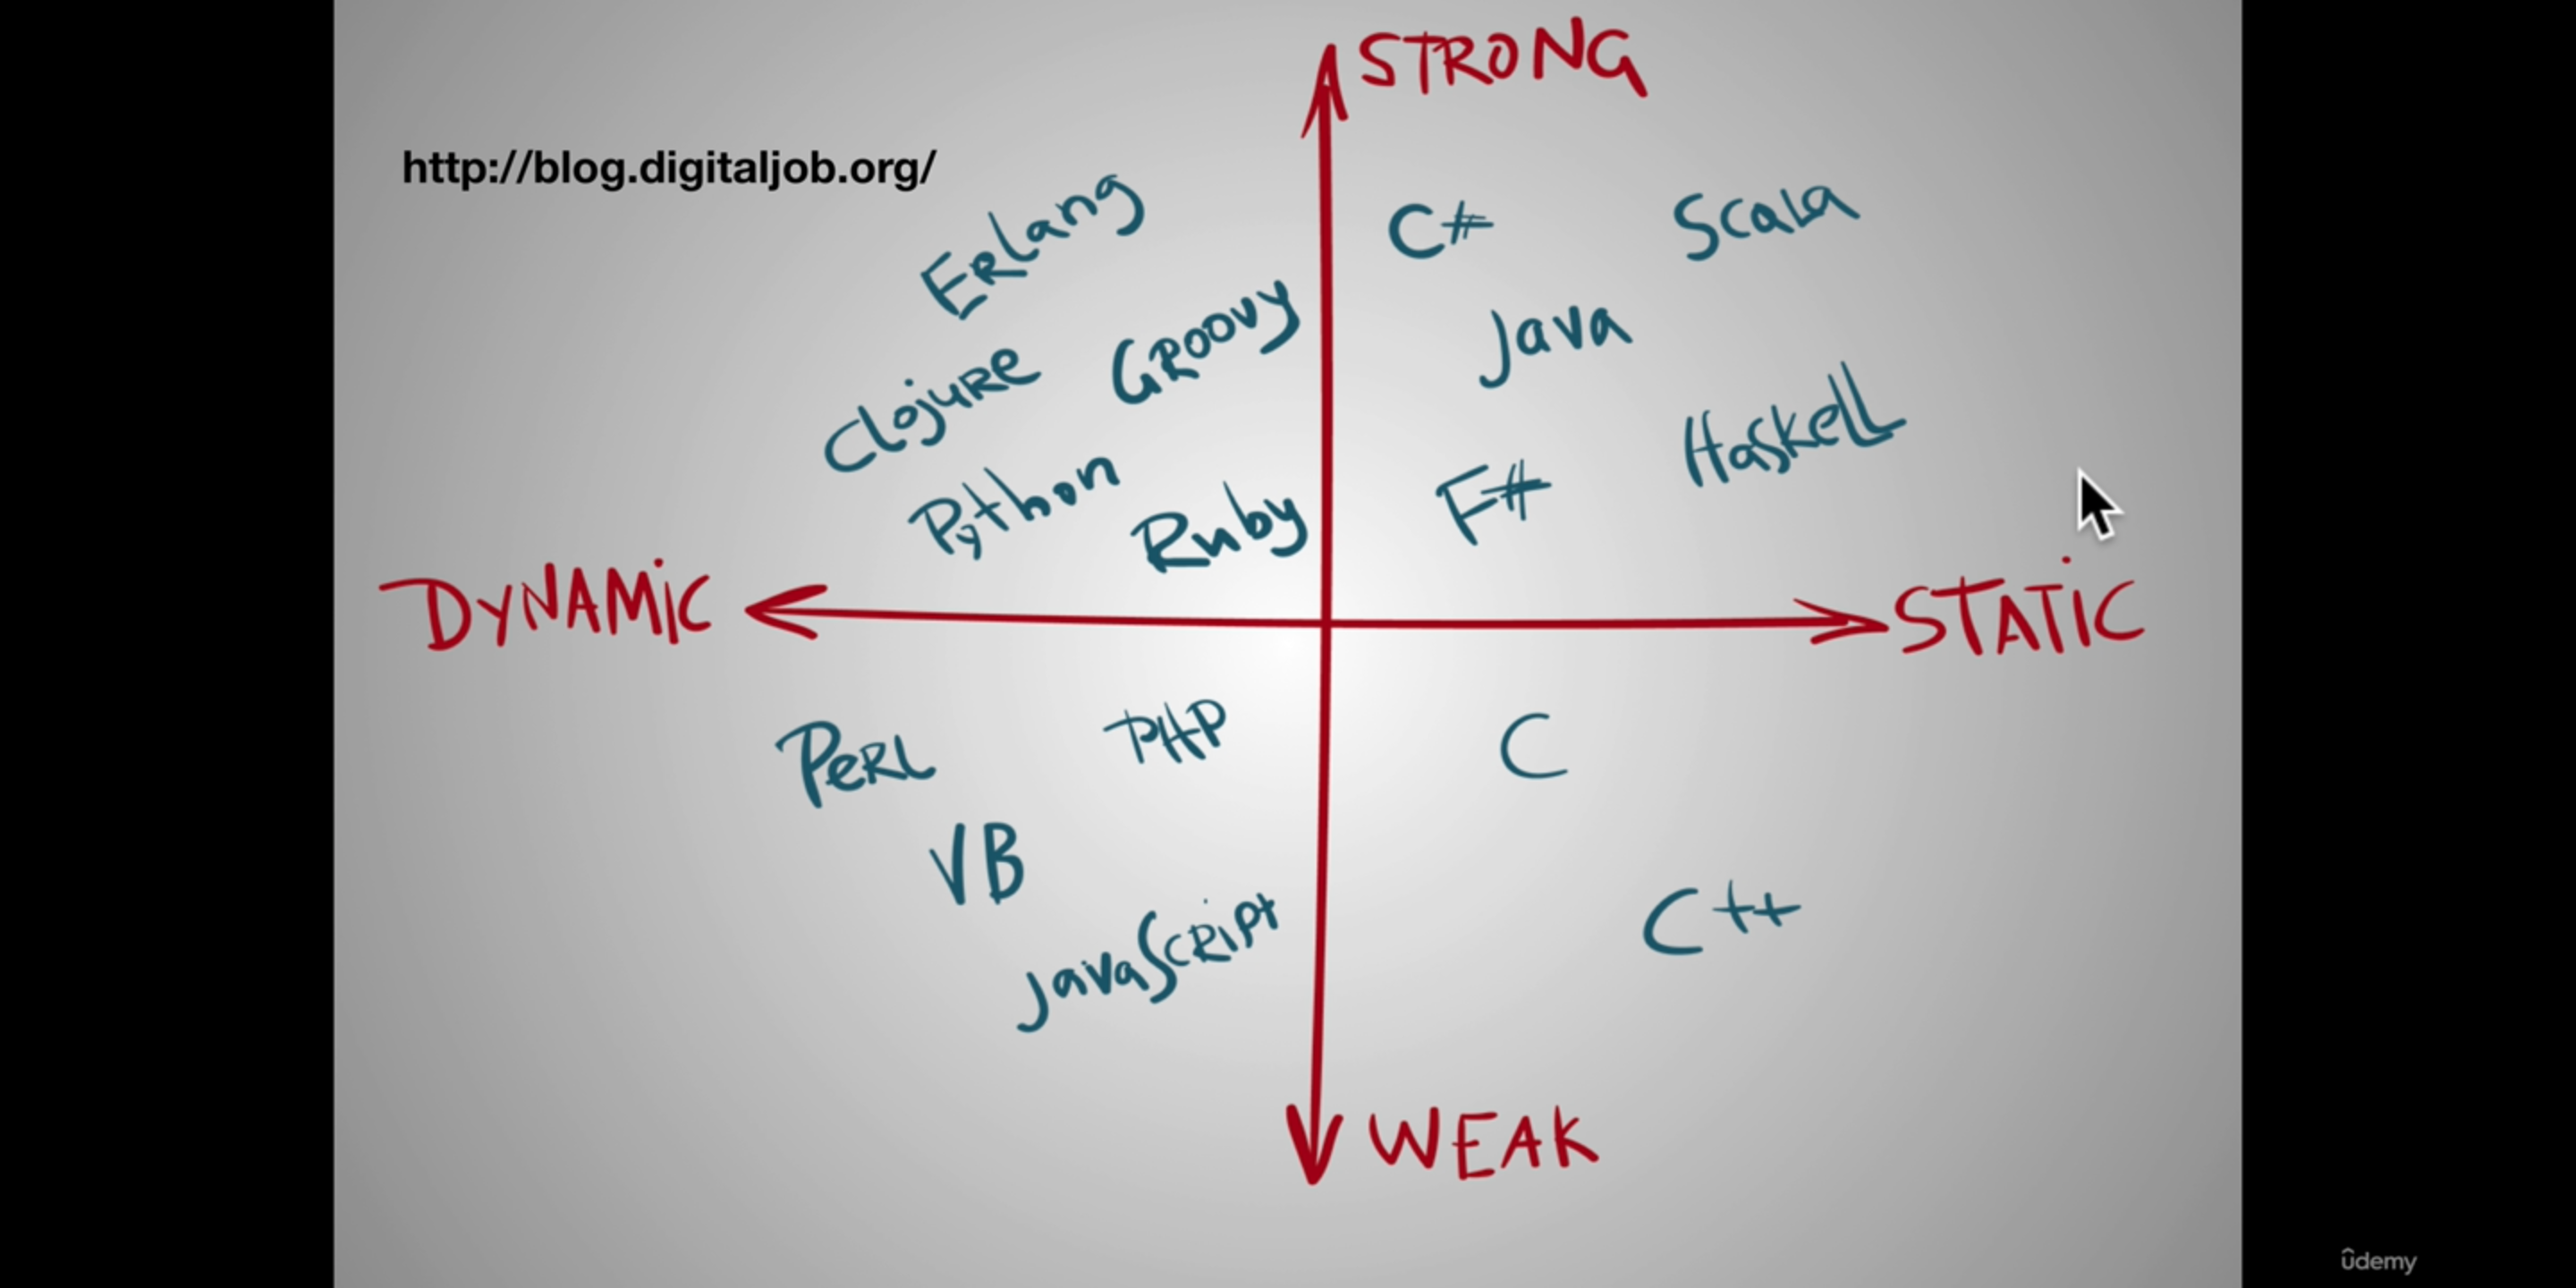 STRONG
http://blog.digitaljob.org/
Erlang
C#
Scala
Groovy
Java
Clojure
Haskell
Python
Ruby
F#
DYNAMiC
STATiC
PERL
PHP
C
VB
C++
JavaScript
WEAK
ûdemy